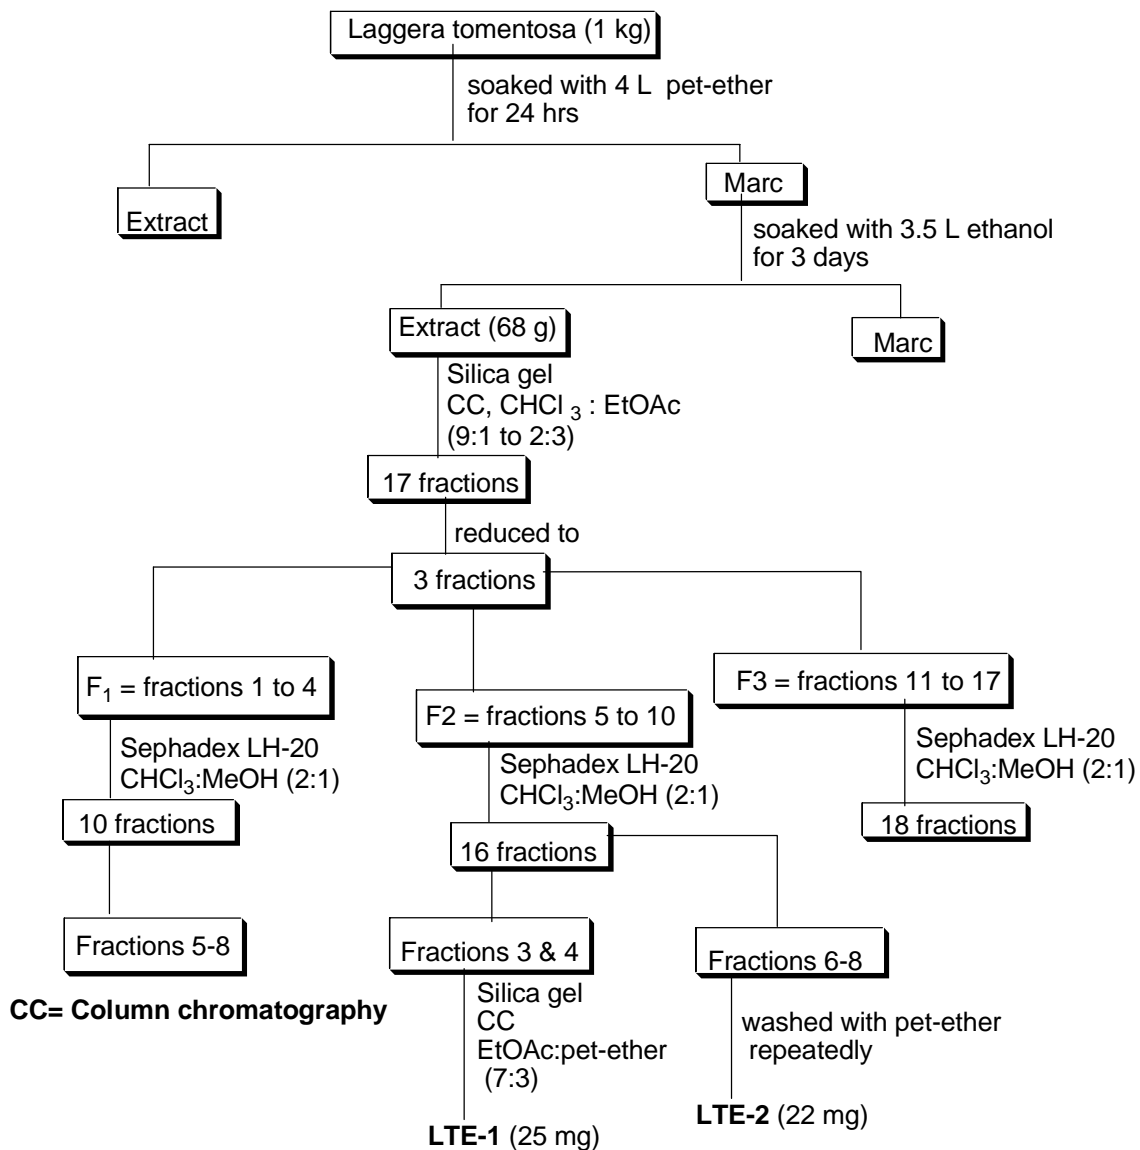 Laggera tomentosa (1 kg)
soaked with 4 L pet-ether
for 24 hrs
Extract
Marc
soaked with 3.5 L ethanol
for 3 days
Extract (68 g)
Marc
Silica gel
CC, CHCl 3 : EtOAc
(9:1 to 2:3)
17 fractions
reduced to
3 fractions
F1 = fractions 1 to 4
F2 = fractions 5 to 10
F3 = fractions 11 to 17
Sephadex LH-20
CHCl3:MeOH (2:1)
Sephadex LH-20
CHCl3:MeOH (2:1)
Sephadex LH-20
CHCl3:MeOH (2:1)
10 fractions
16 fractions
18 fractions
Fractions 5-8
Fractions 3 & 4
Fractions 6-8
CC= Column chromatography
Silica gel
CC
EtOAc:pet-ether
(7:3)
washed with pet-ether
repeatedly
LTE-1 (25 mg)
LTE-2 (22 mg)